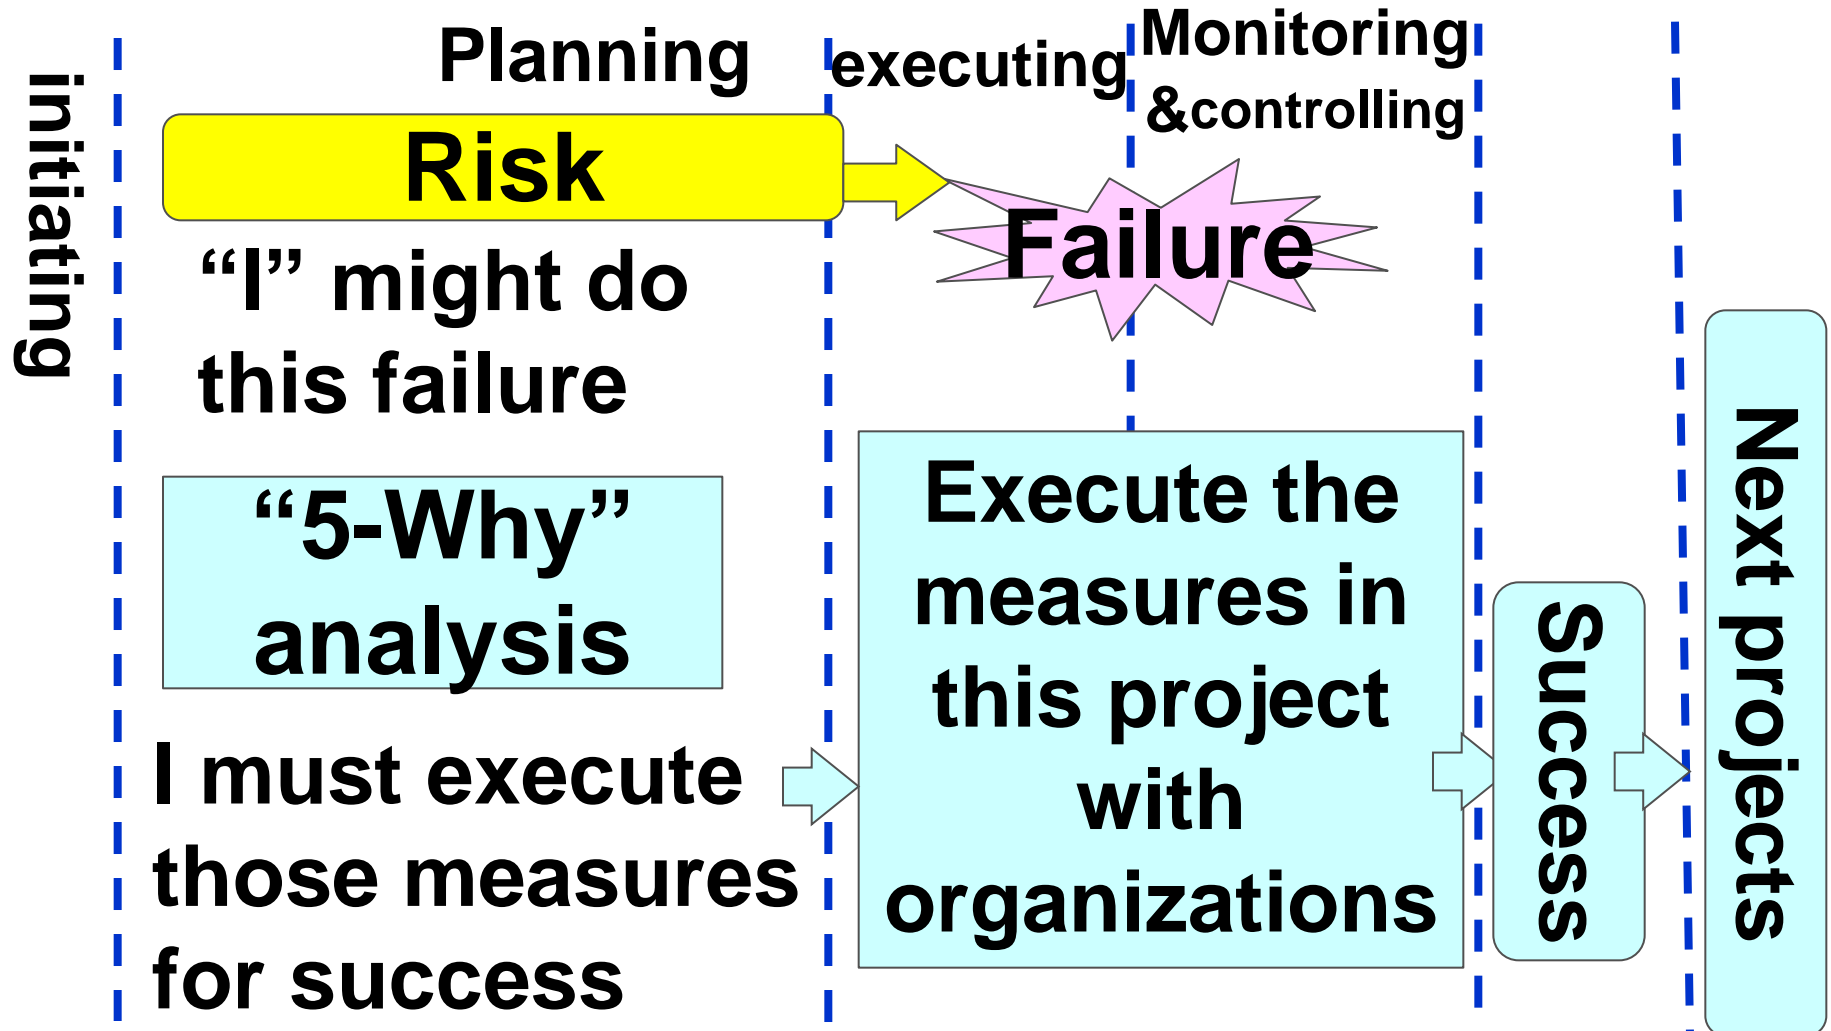 initiating
Planning
executing
Monitoring
&controlling
Risk
Failure
“I” might do
this failure
“5-Why”
analysis
I must execute
those measures
for success
Execute the
measures in
this project
with
organizations
Success
Next projects